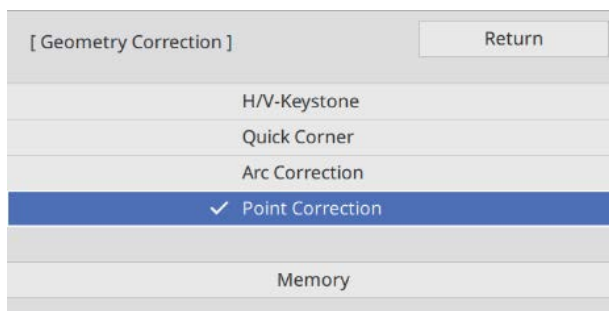 [ Geometry Correction ]
Return
H/V-Keystone
Quick Corner
Arc Correction
Point Correction
Memory